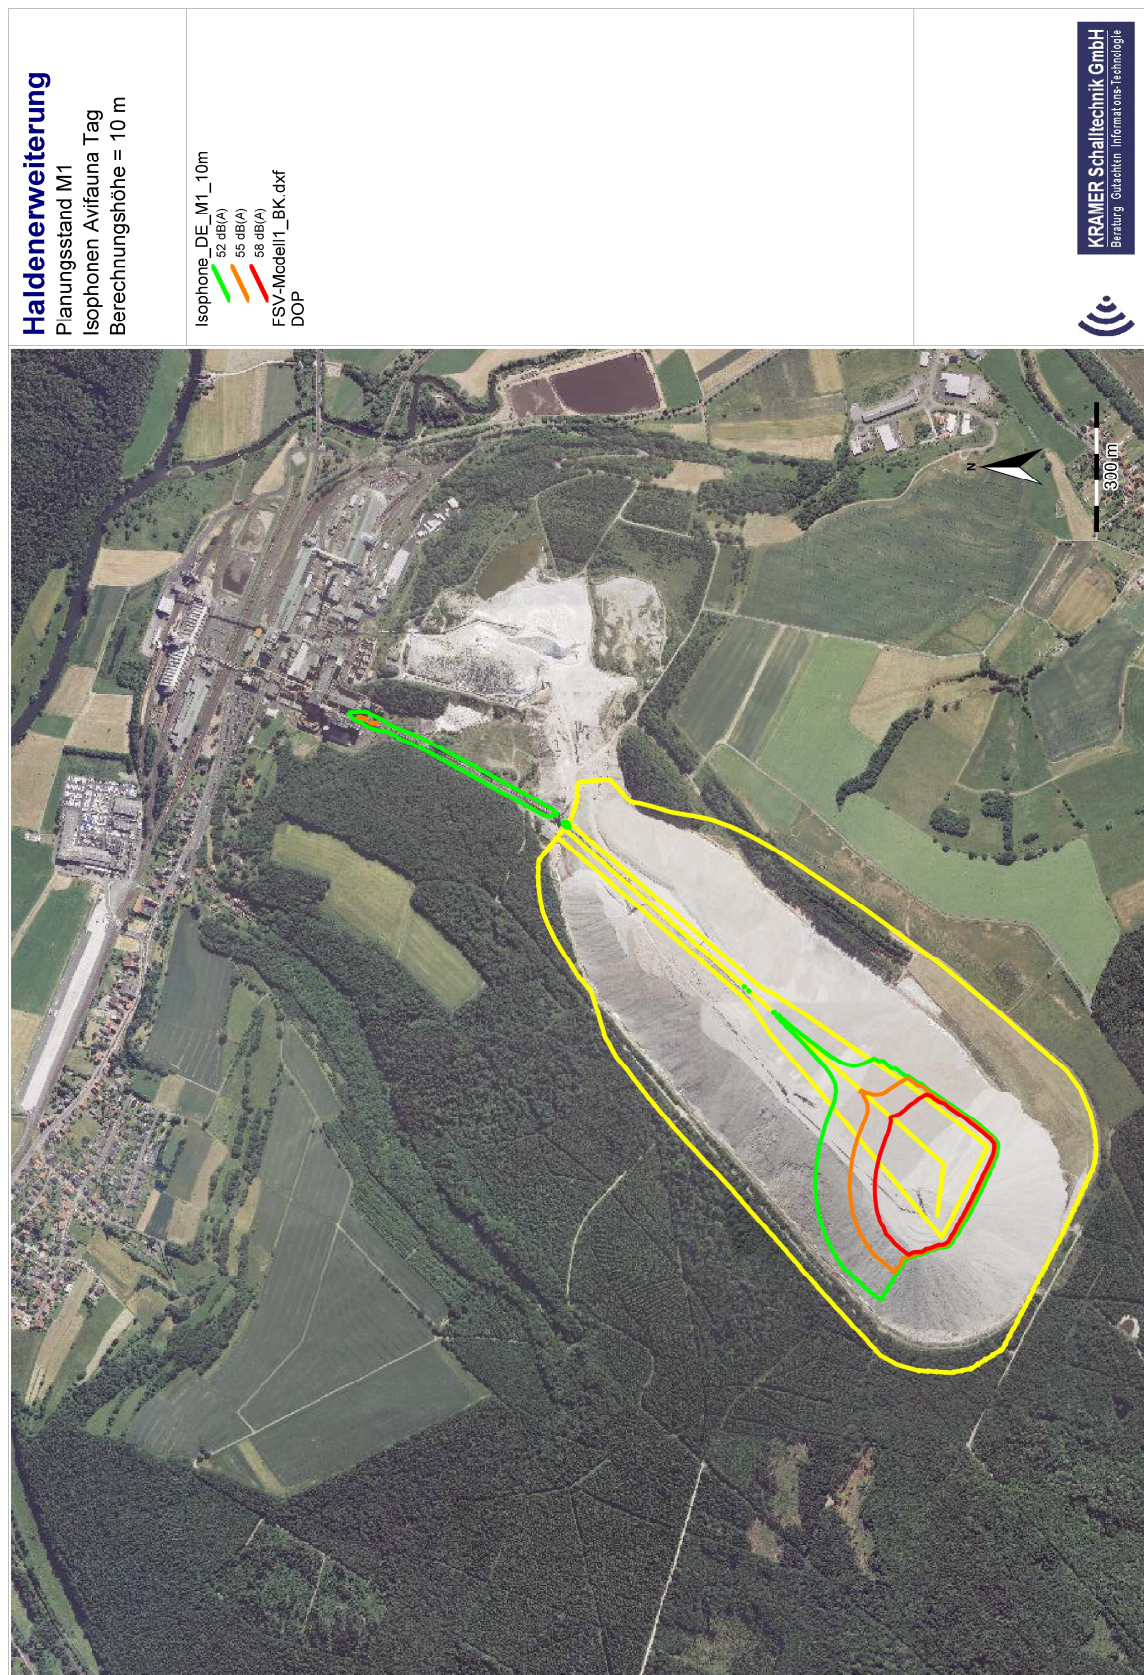 Haldenerweiterung
Planungsstand M1
Isophonen Avifauna Tag
Berechnungshöhe = 10 m
Isophone_DE_M1_10m
52 dB(A)
55 dB(A)
58 dB(A)
FSV-Modell1_BK.dxf
DOP
KRAMER Schalltechnik GmbH
Beratung Gutachten Informations-Technologie
N
300 m